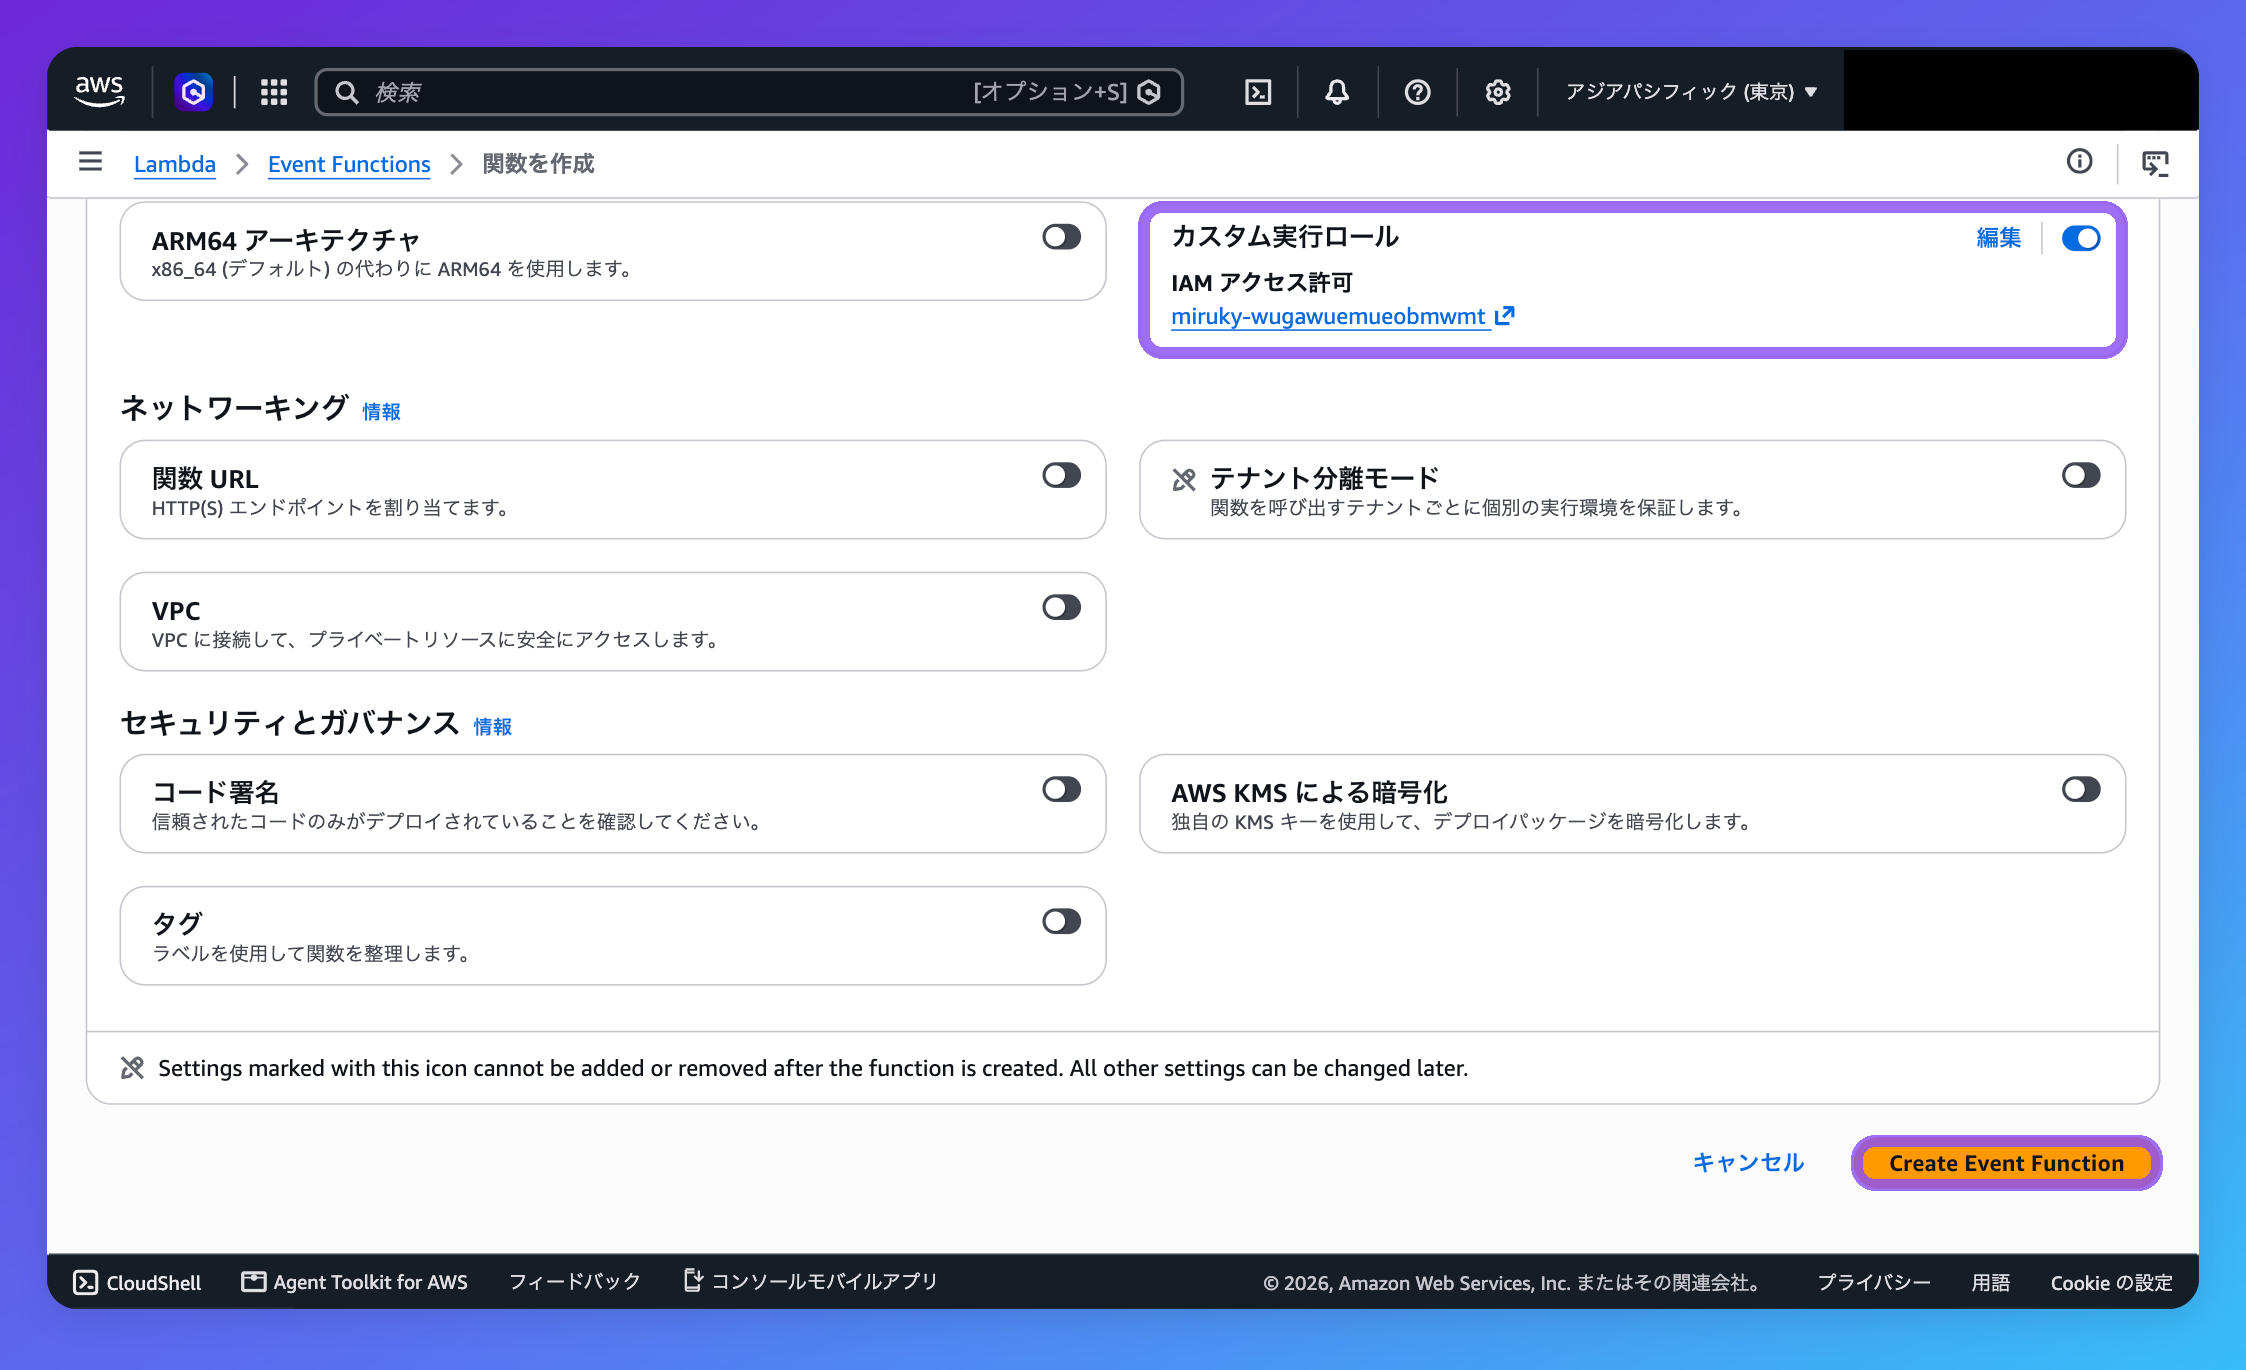 aws
検索
[オプション+S]
アジアパシフィック (東京) ▼
Lambda > Event Functions > 関数を作成
ARM64 アーキテクチャ
x86_64 (デフォルト) の代わりに ARM64 を使用します。
カスタム実行ロール
編集
IAM アクセス許可
miruky-wugawuemueobmwmt
ネットワーキング 情報
関数 URL
HTTP(S) エンドポイントを割り当てます。
テナント分離モード
関数を呼び出すテナントごとに個別の実行環境を保証します。
VPC
VPC に接続して、プライベートリソースに安全にアクセスします。
セキュリティとガバナンス 情報
コード署名
信頼されたコードのみがデプロイされていることを確認してください。
AWS KMS による暗号化
独自の KMS キーを使用して、デプロイパッケージを暗号化します。
タグ
ラベルを使用して関数を整理します。
Settings marked with this icon cannot be added or removed after the function is created. All other settings can be changed later.
キャンセル
Create Event Function
CloudShell
Agent Toolkit for AWS
フィードバック
コンソールモバイルアプリ
© 2026, Amazon Web Services, Inc. またはその関連会社。
プライバシー
用語
Cookie の設定